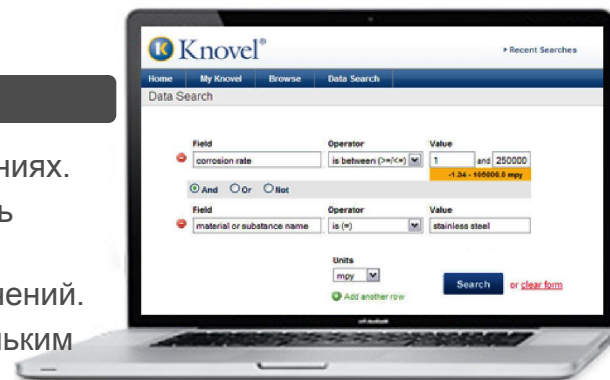 Knovel®
Recent Searches
Home My Knovel Browse Data Search
Data Search
Field Operator Value
corrosion rate is between (>=/<=) 1 and 250000
-1.34 - 105000.0 mpy
And Or Not
Field Operator Value
material or substance name is (=) stainless steel
Units
mpy
Search or clear form
Add another row
ниях.
ь
нений.
ьким